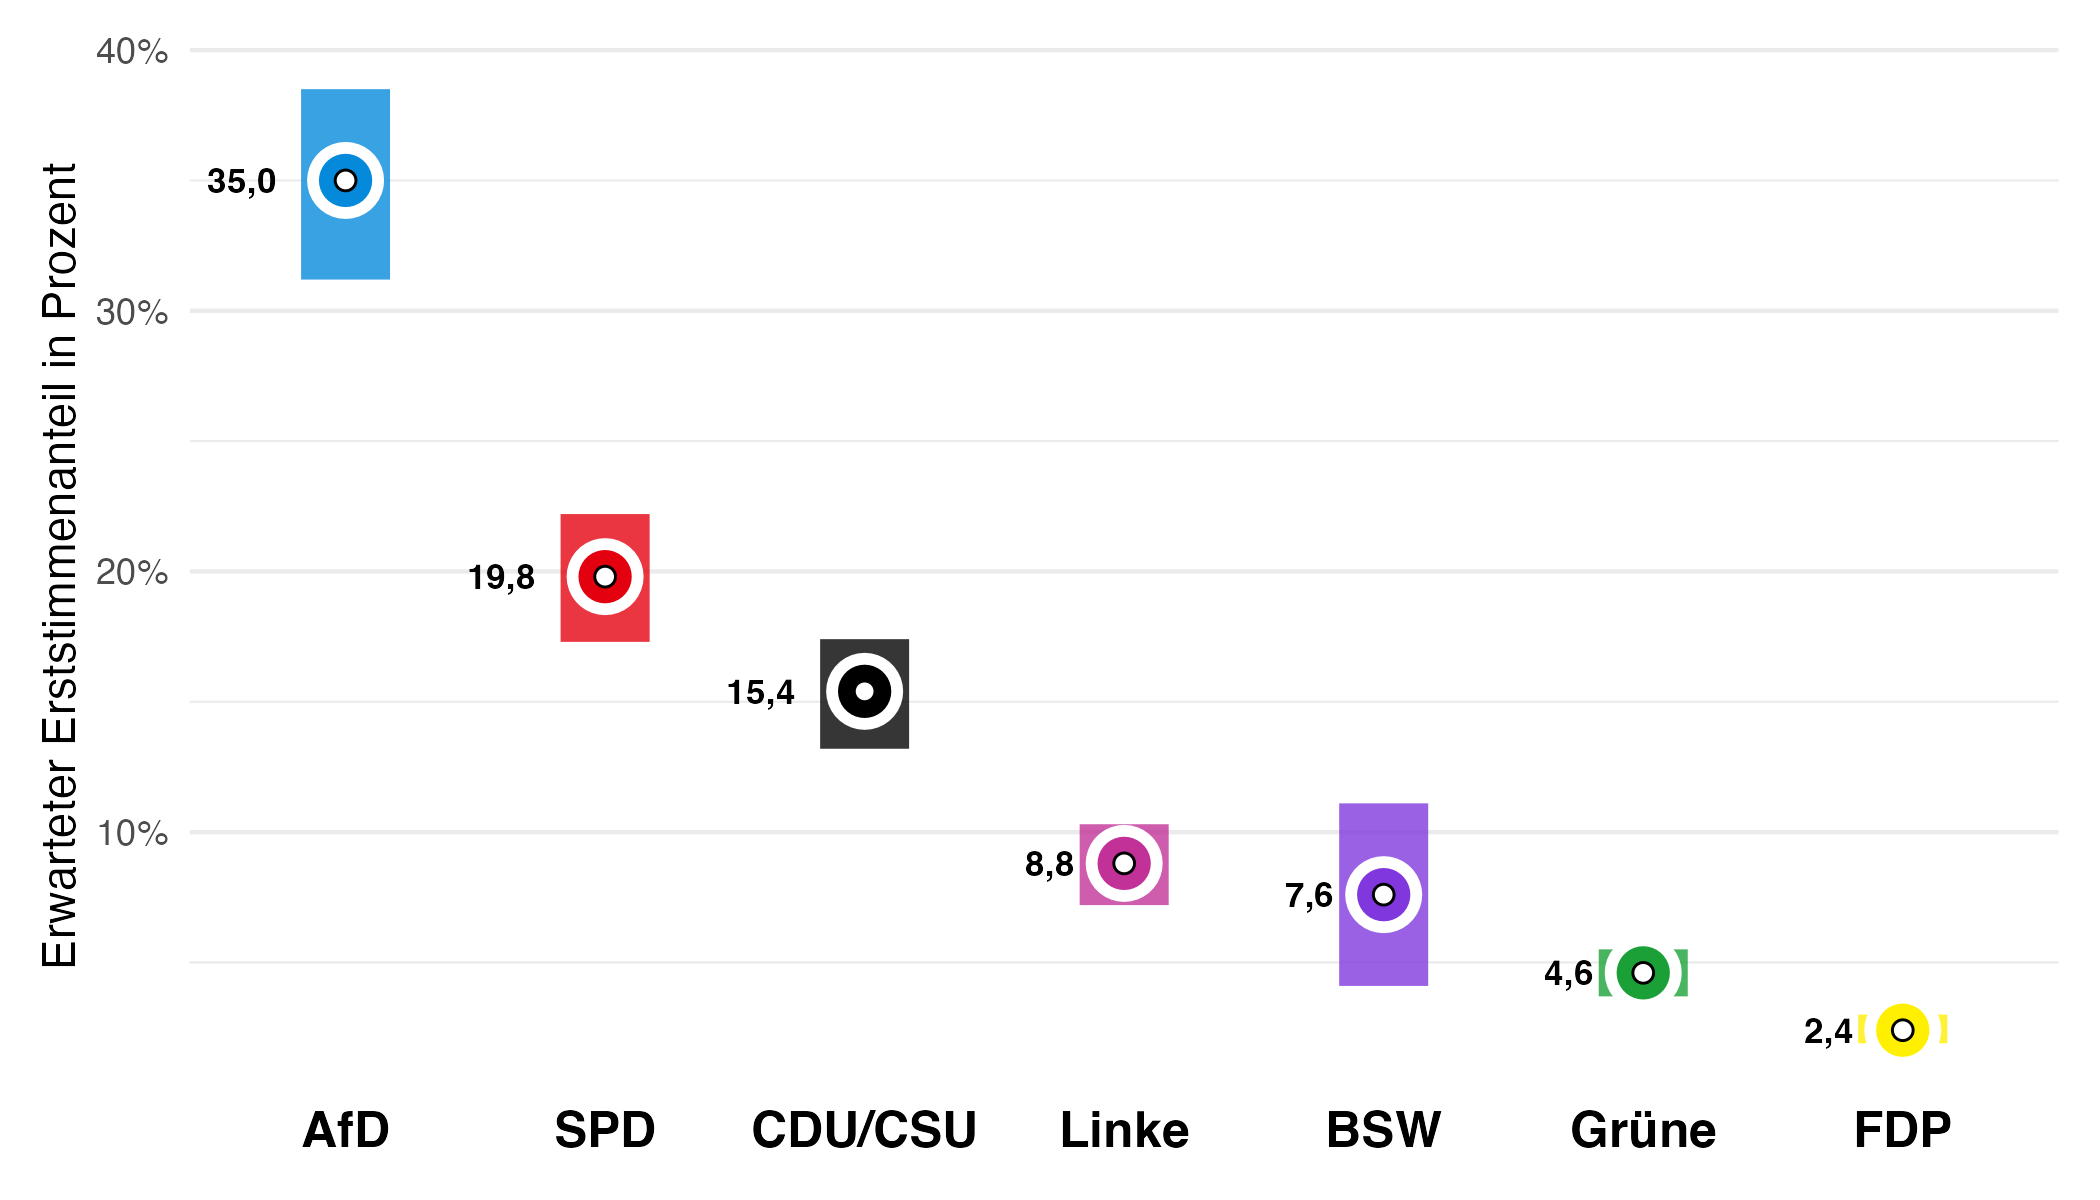 Erwarteter Erststimmenanteil in Prozent
40%
30%
20%
10%
35,0
19,8
15,4
8,8
7,6
4,6
2,4
AfD
SPD
CDU/CSU
Linke
BSW
Grüne
FDP